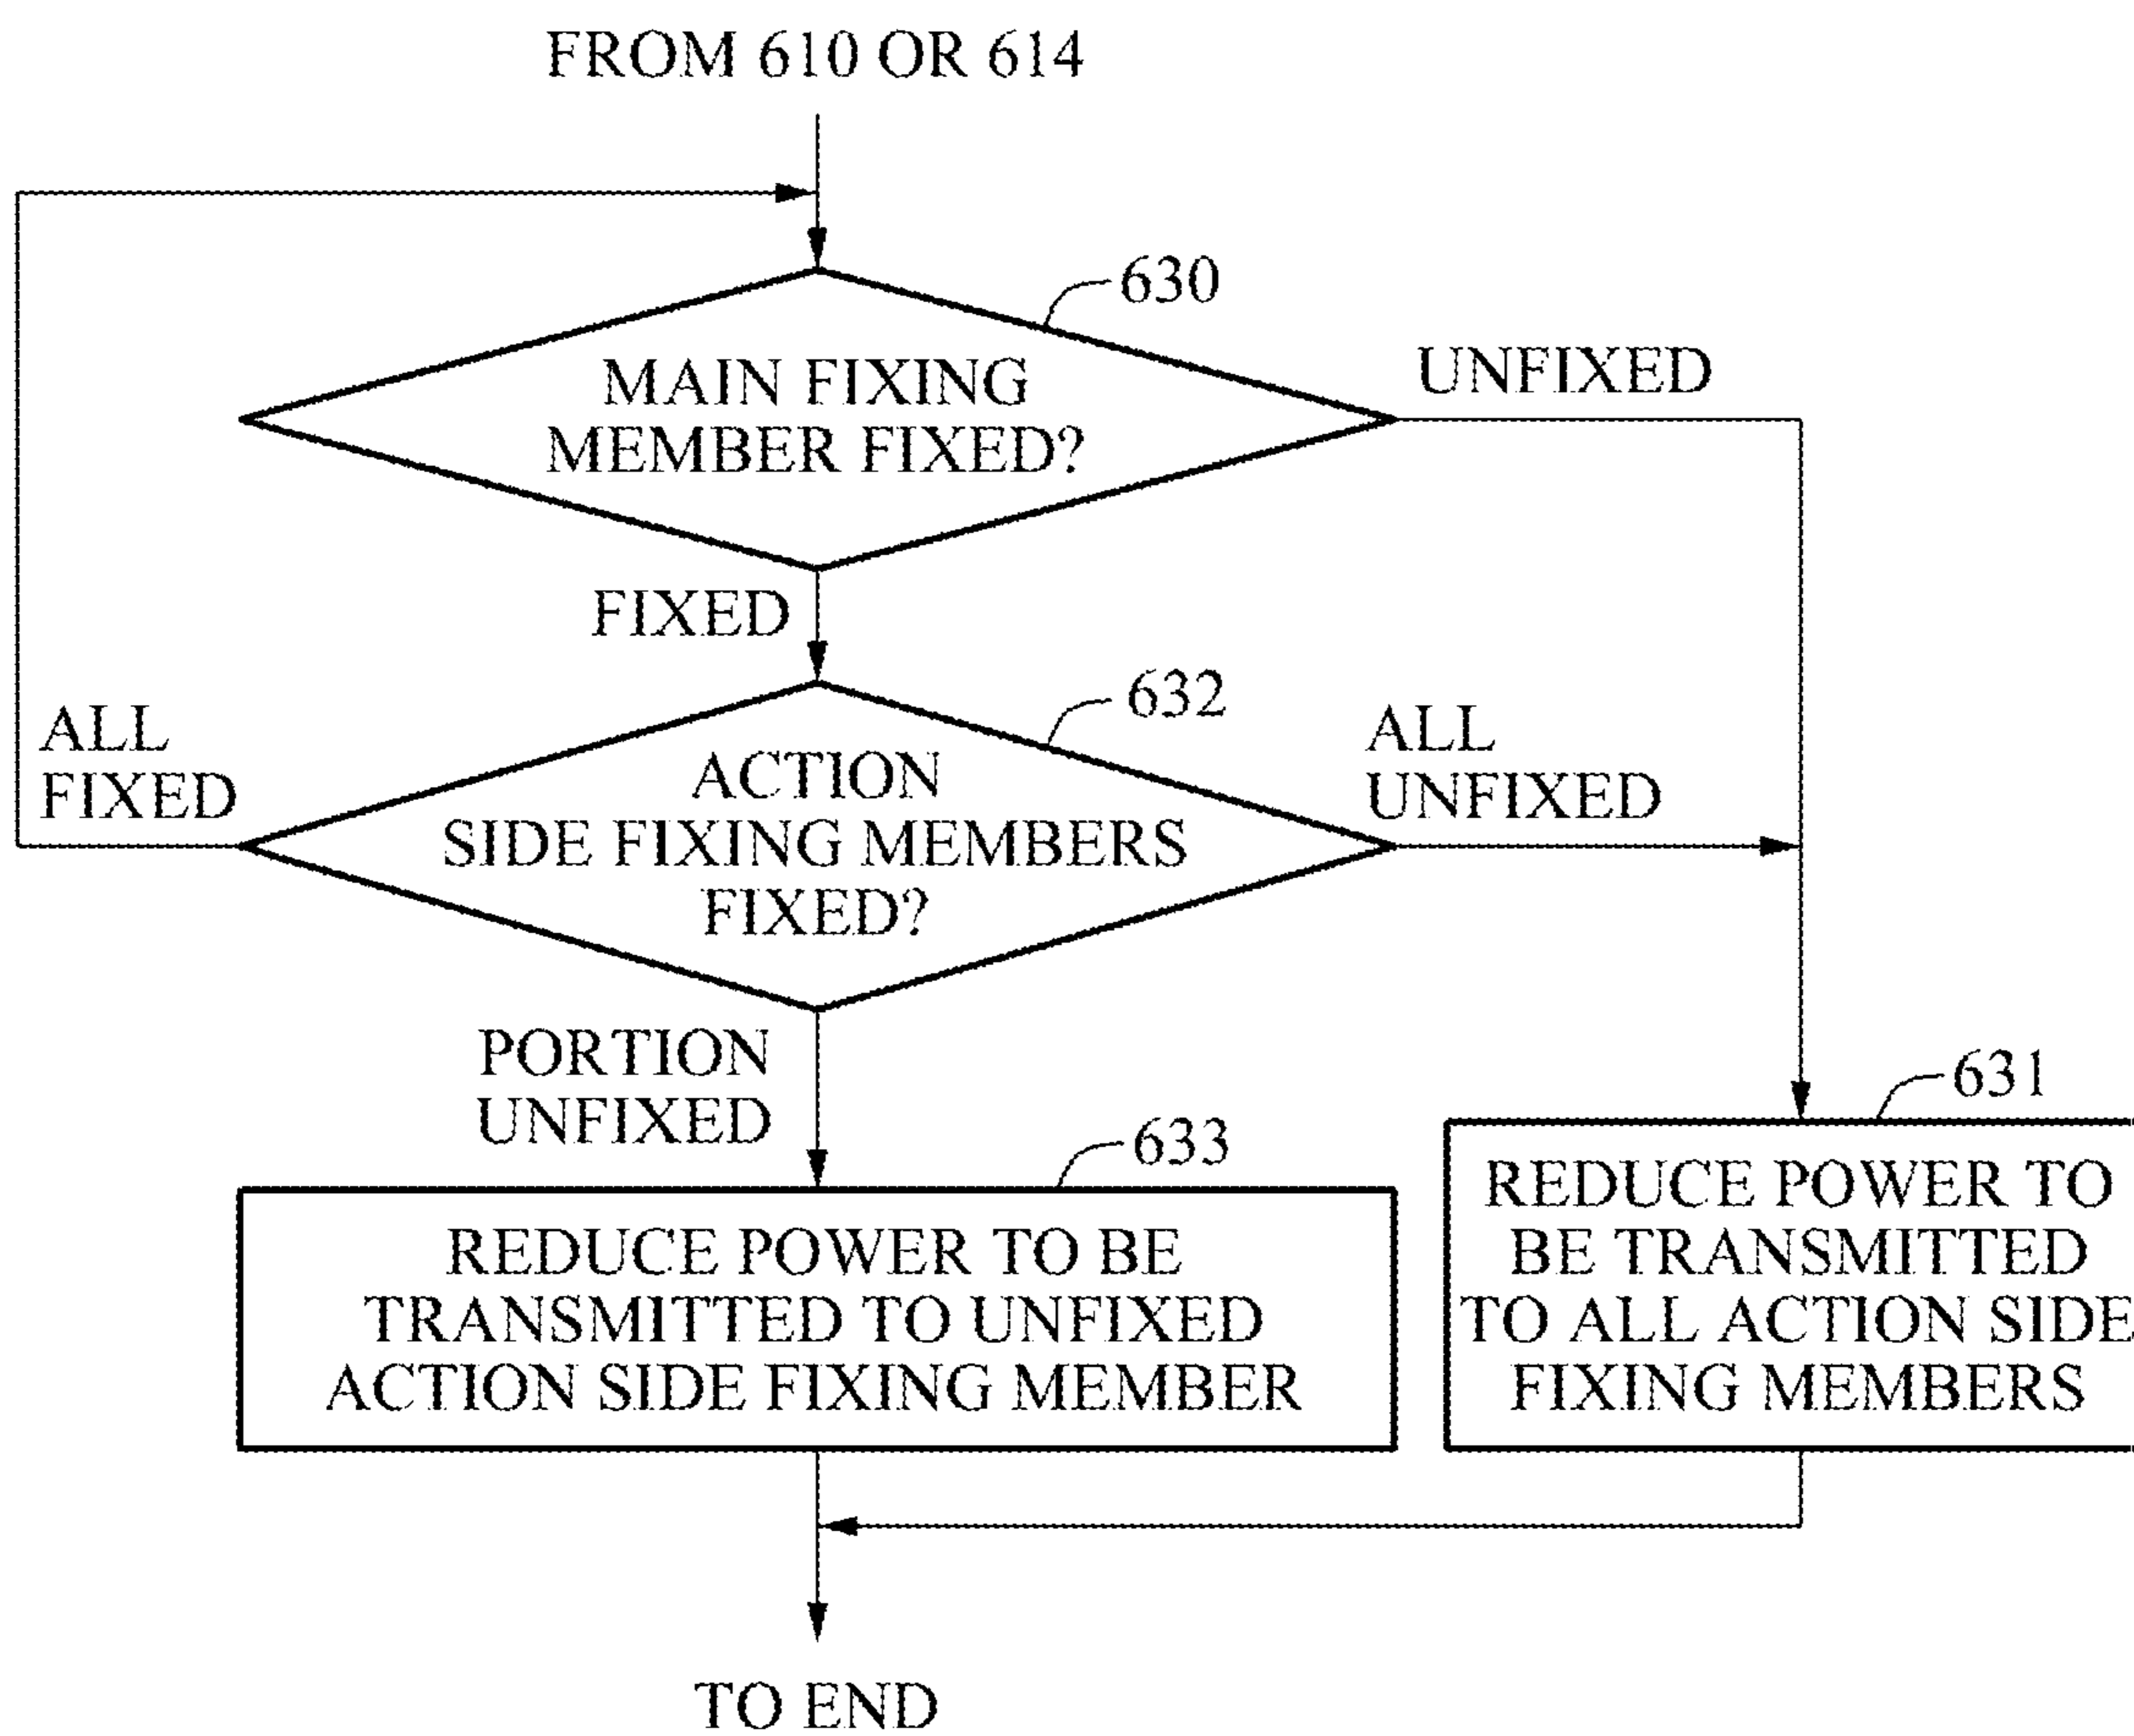 FROM 610 OR 614
630
MAIN FIXING
MEMBER FIXED?
UNFIXED
FIXED
632
ALL
FIXED
ACTION
SIDE FIXING MEMBERS
FIXED?
ALL
UNFIXED
PORTION
UNFIXED
633
REDUCE POWER TO BE
TRANSMITTED TO UNFIXED
ACTION SIDE FIXING MEMBER
631
REDUCE POWER TO
BE TRANSMITTED
TO ALL ACTION SIDE
FIXING MEMBERS
TO END